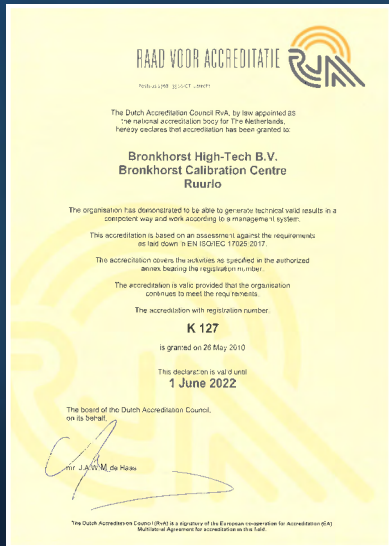 RAAD VOOR ACCREDITATIE
RVA
The Dutch Accreditation Council RvA, by law appointed as
the national accreditation body for The Netherlands,
hereby declares that accreditation has been granted to:
Bronkhorst High-Tech B.V.
Bronkhorst Calibration Centre
Ruurlo
The organisation has demonstrated to be able to generate technical valid results in a
competent way and work according to a management system.
This accreditation is based on an assessment against the requirements
as laid down in EN ISO/IEC 17025:2017.
The accreditation covers the activities as specified in the authorized
annex bearing the registration number.
The accreditation is valid provided that the organisation
continues to meet the requirements.
The accreditation with registration number:
K 127
is granted on 26 May 2010
This declaration is valid until
1 June 2022
The board of the Dutch Accreditation Council,
on its behalf,
mr. J.A.W.M. de Haas
The Dutch Accreditation Council (RvA) is a signatory of the European co-operation for Accreditation (EA)
Multilateral Agreement for accreditation in this field.